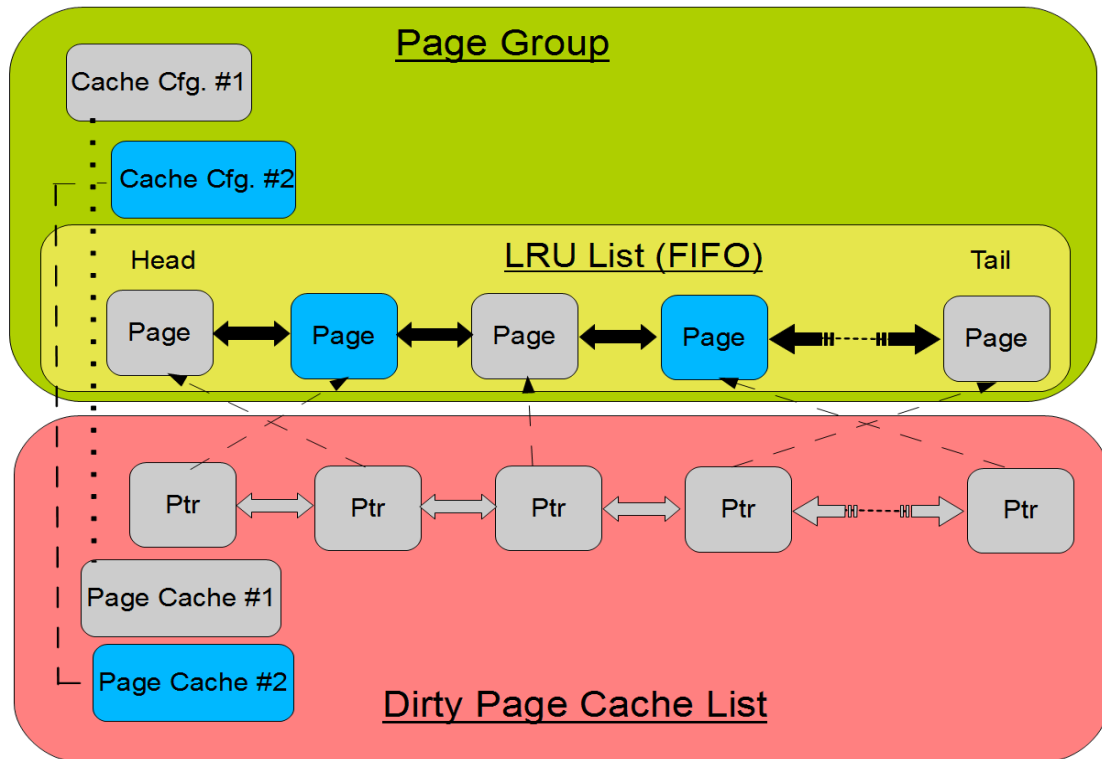 Page Group
Cache Cfg. #1
Cache Cfg. #2
LRU List (FIFO)
Head
Tail
Page
Page
Page
Page
Page
Ptr
Ptr
Ptr
Ptr
Ptr
Page Cache #1
Page Cache #2
Dirty Page Cache List